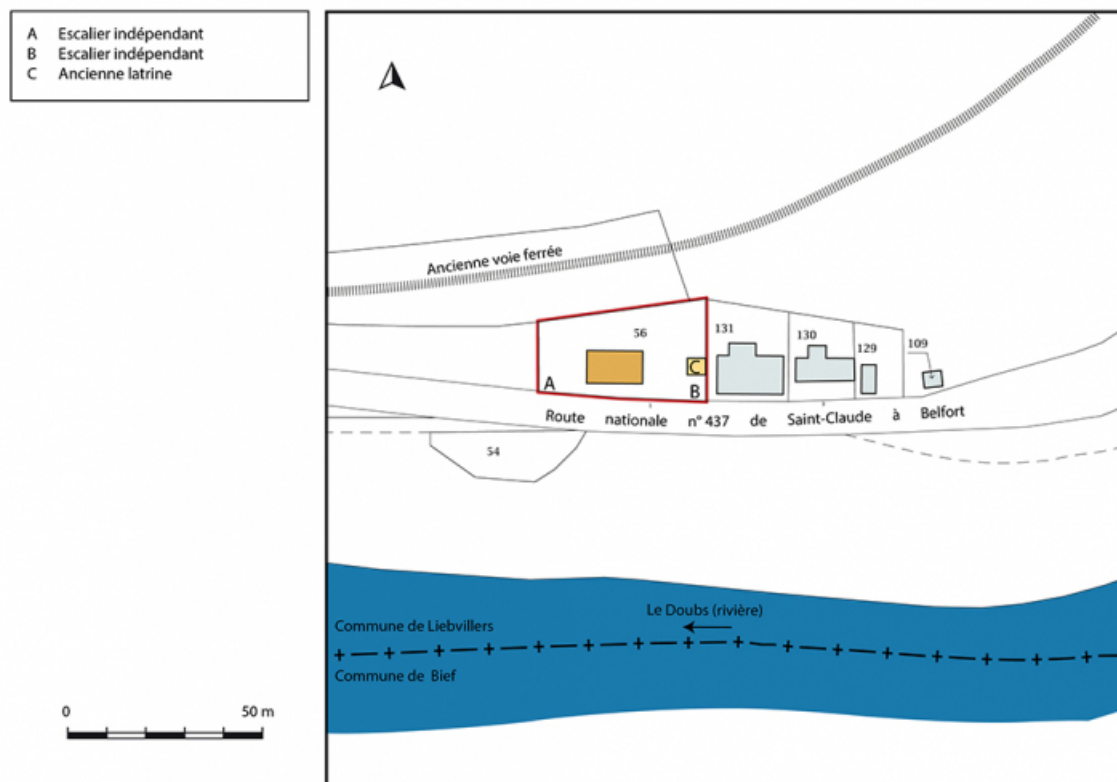 A Escalier indépendant
B Escalier indépendant
C Ancienne latrine
Ancienne voie ferrée
56
131
130
129
109
C
A
B
Route nationale n° 437 de Saint-Claude à Belfort
54
Le Doubs (rivière)
Commune de Liebvillers
Commune de Bief
0 50 m